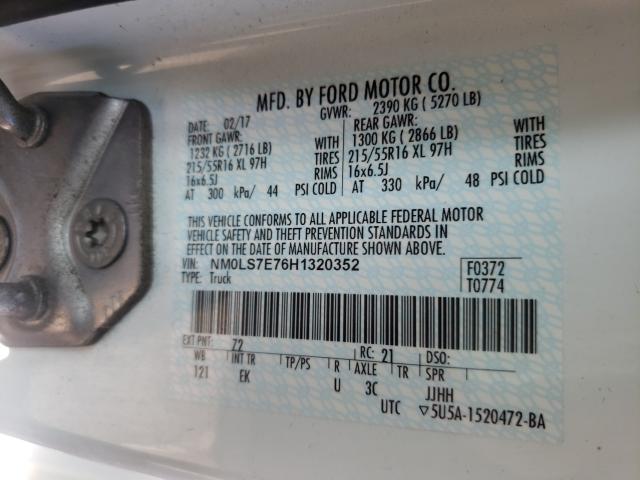 MFD. BY FORD MOTOR CO.
DATE: 02/17 GVWR: 2390 KG ( 5270 LB)
FRONT GAWR: REAR GAWR:
1232 KG ( 2716 LB) WITH 1300 KG ( 2866 LB) WITH
215/55R16 XL 97H TIRES 215/55R16 XL 97H TIRES
16x6.5J RIMS 16x6.5J RIMS
AT 300 kPa/ 44 PSI COLD AT 330 kPa/ 48 PSI COLD
THIS VEHICLE CONFORMS TO ALL APPLICABLE FEDERAL MOTOR
VEHICLE SAFETY AND THEFT PREVENTION STANDARDS IN
EFFECT ON THE DATE OF MANUFACTURE SHOWN ABOVE.
VIN: NM0LS7E76H1320352 F0372
TYPE: Truck T0774
EXT PNT: 72 RC: 21 DSO:
WB INT TR TP/PS R AXLE TR SPR
121 EK U 3C JJHH
UTC ▽5U5A-1520472-BA